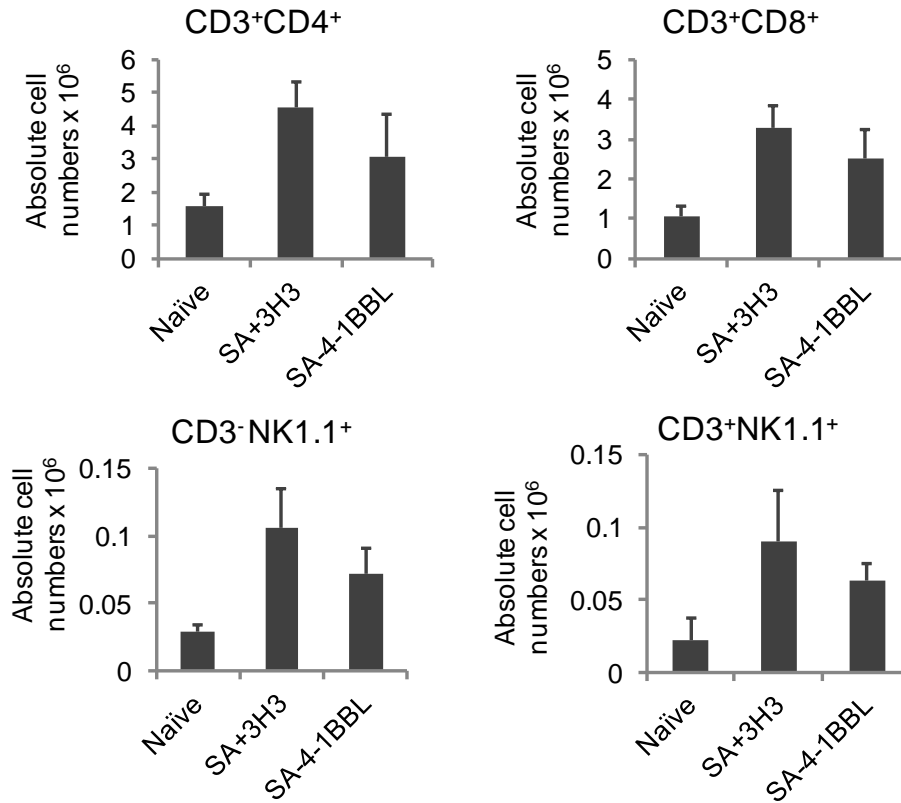 CD3⁺CD4⁺
Absolute cell
numbers x 10⁶
6
5
4
3
2
1
0
Naïve
SA+3H3
SA-4-1BBL
CD3⁺CD8⁺
Absolute cell
numbers x 10⁶
5
4
3
2
1
0
Naïve
SA+3H3
SA-4-1BBL
CD3⁻NK1.1⁺
Absolute cell
numbers x 10⁶
0.15
0.1
0.05
0
Naïve
SA+3H3
SA-4-1BBL
CD3⁺NK1.1⁺
Absolute cell
numbers x 10⁶
0.15
0.1
0.05
0
Naïve
SA+3H3
SA-4-1BBL